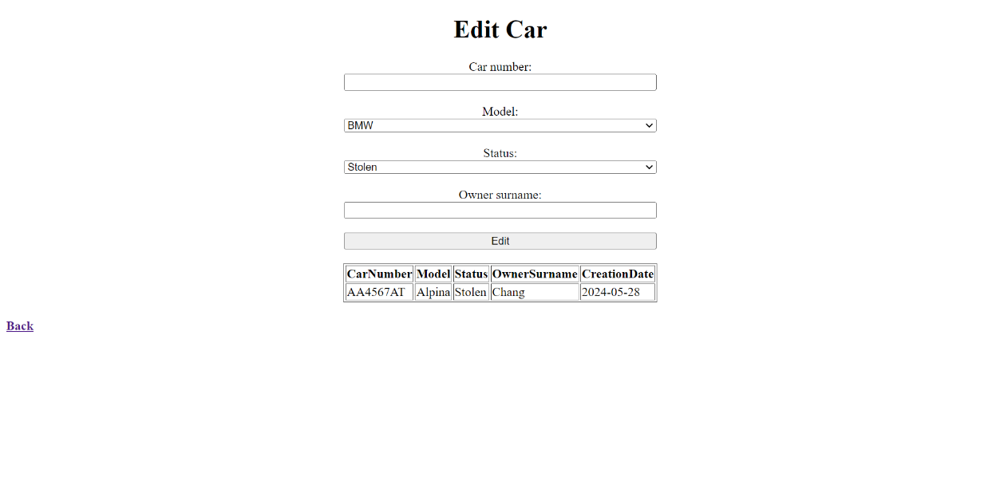 Edit Car
Car number:
Model:
BMW
Status:
Stolen
Owner surname:
Edit
CarNumber Model Status OwnerSurname CreationDate
AA4567AT Alpina Stolen Chang 2024-05-28
Back